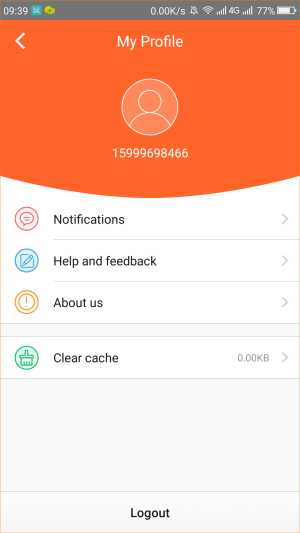 09:39 0.00K/s 4G 77%
My Profile
15999698466
Notifications
Help and feedback
About us
Clear cache 0.00KB
Logout